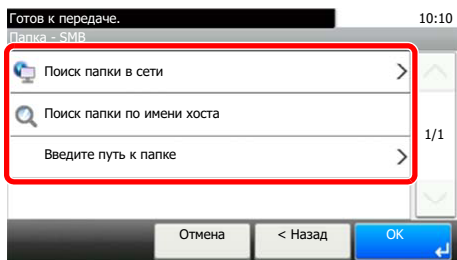 Готов к передаче.
10:10
Папка - SMB
Поиск папки в сети
Поиск папки по имени хоста
1/1
Введите путь к папке
Отмена
< Назад
OK